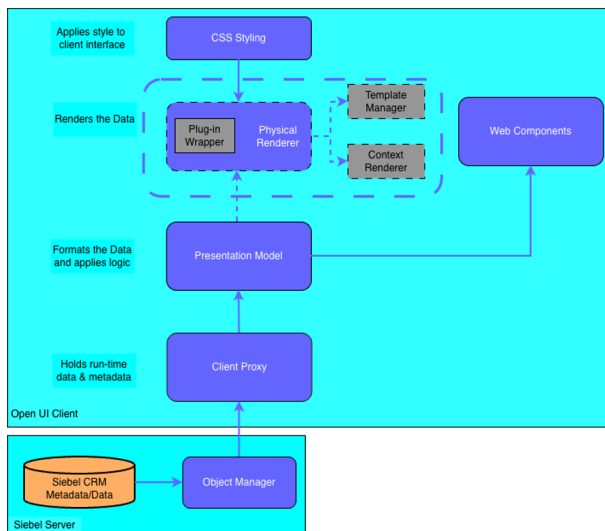 Applies style to
client interface
CSS Styling
Renders the Data
Plug-in
Wrapper
Physical
Renderer
Template
Manager
Context
Renderer
Web Components
Formats the Data
and applies logic
Presentation Model
Holds run-time
data & metadata
Client Proxy
Open UI Client
Siebel CRM
Metadata/Data
Object Manager
Siebel Server